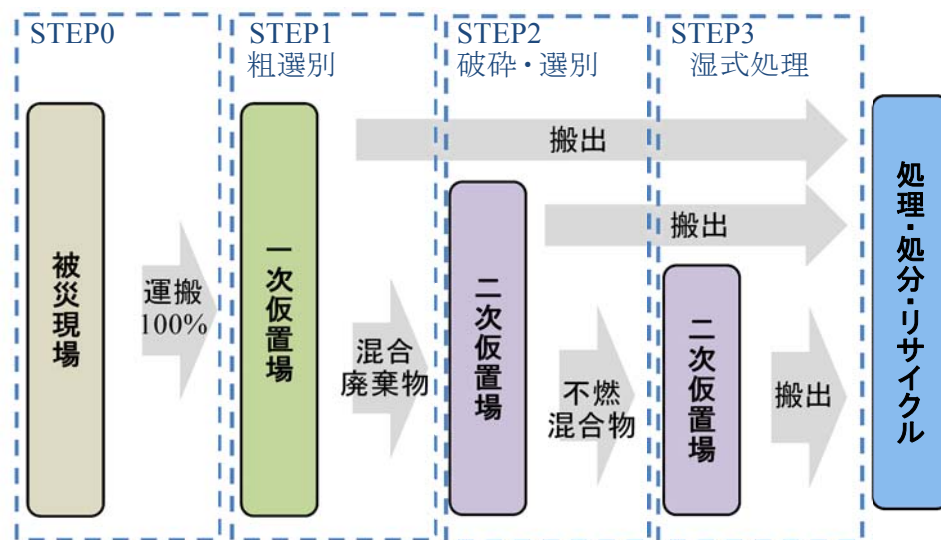 STEP0
被災現場
運搬
100%
STEP1
粗選別
一次仮置場
搬出
混合
廃棄物
STEP2
破砕・選別
二次仮置場
搬出
不燃
混合物
STEP3
湿式処理
二次仮置場
搬出
処理・処分・リサイクル